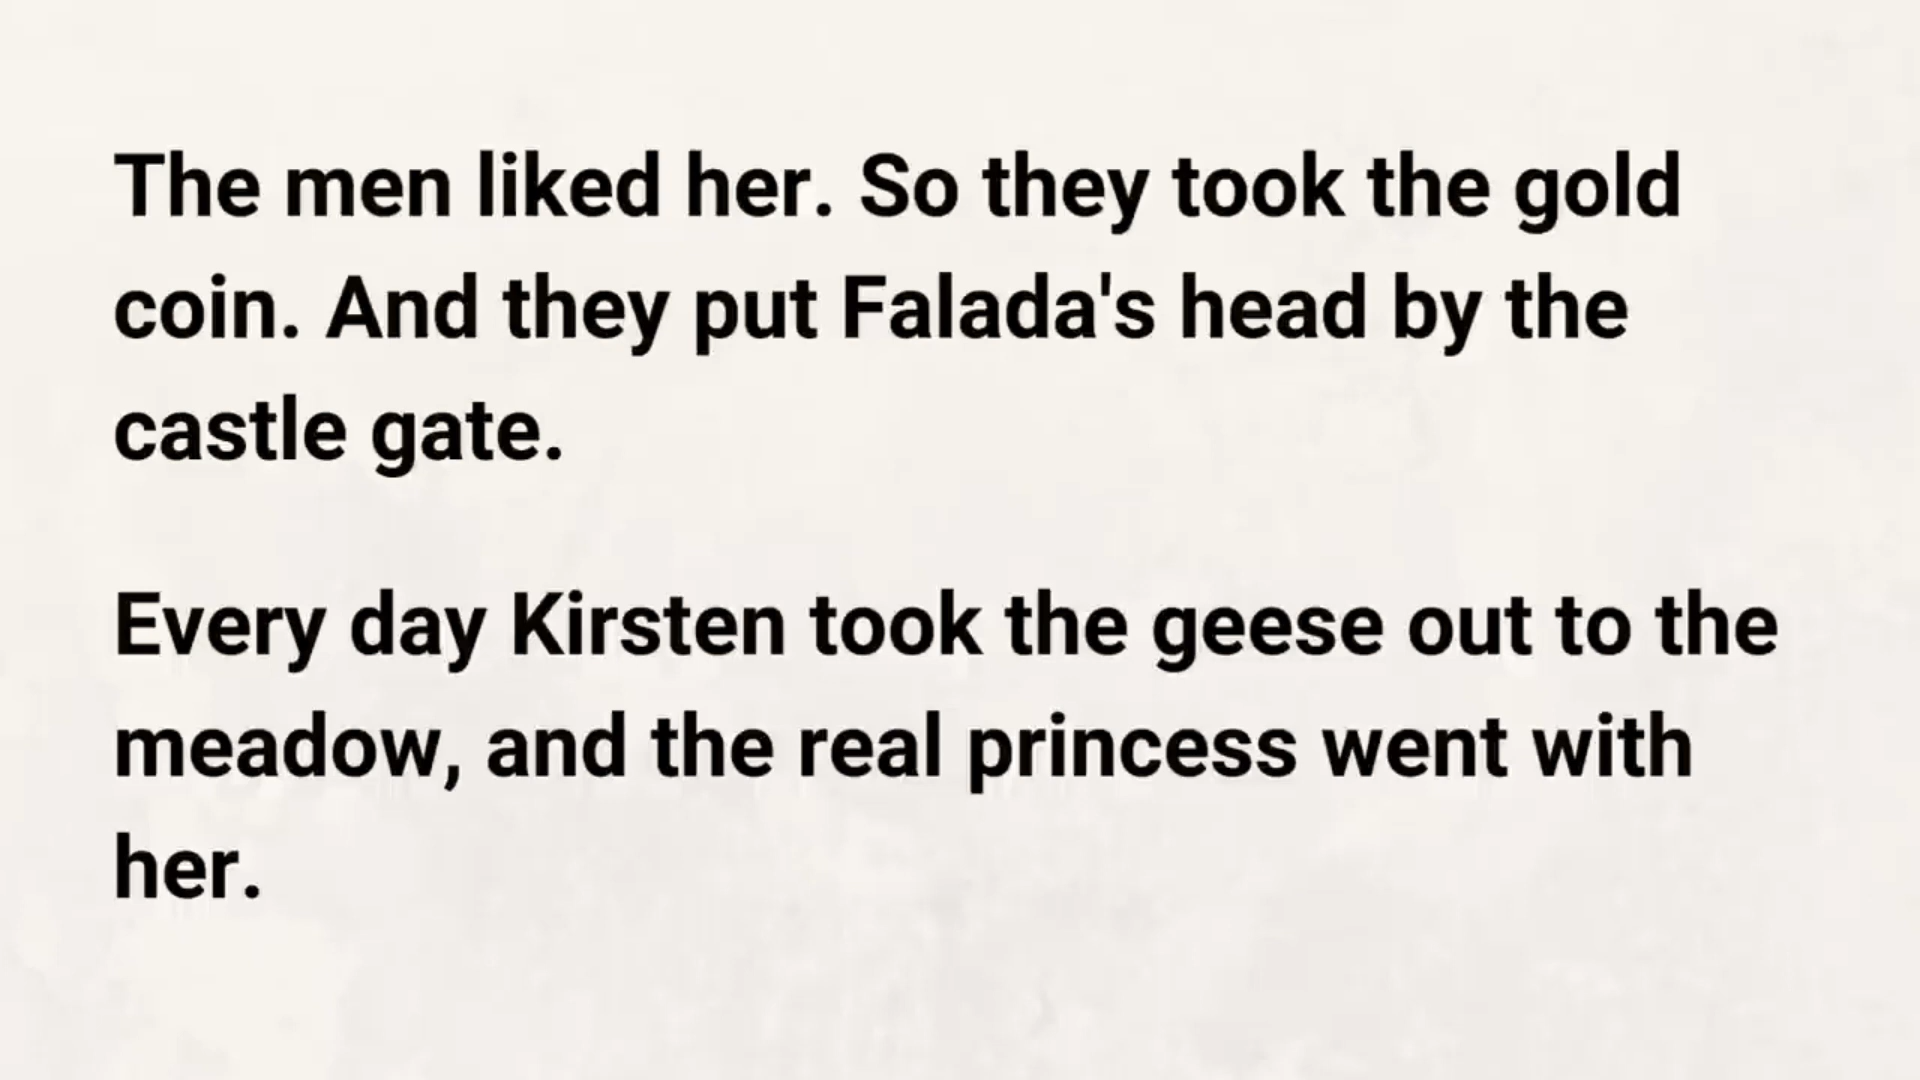 The men liked her. So they took the gold
coin. And they put Falada's head by the
castle gate.
Every day Kirsten took the geese out to the
meadow, and the real princess went with
her.